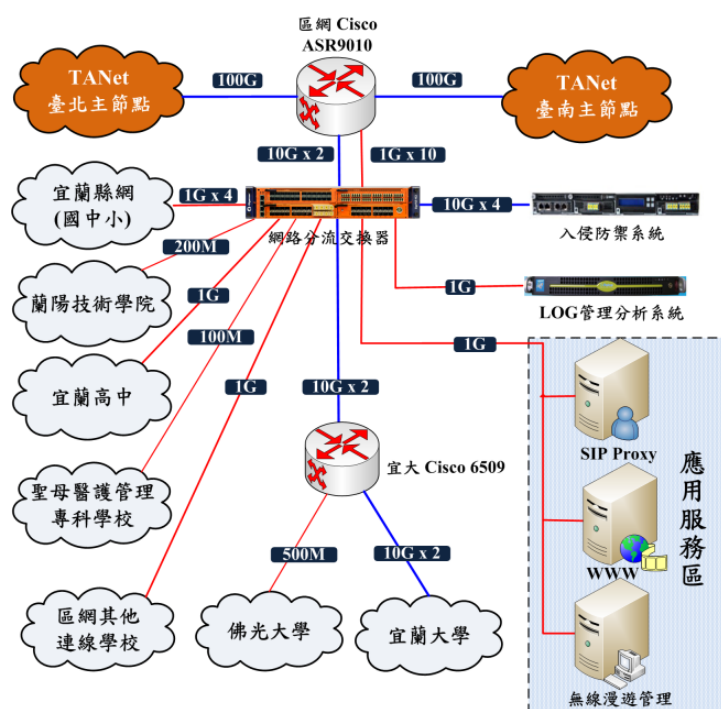 區網 Cisco
ASR9010
TANet
臺北主節點
100G
100G
TANet
臺南主節點
10G x 2
1G x 10
宜蘭縣網
(國中小)
1G x 4
10G x 4
網路分流交換器
入侵防禦系統
200M
蘭陽技術學院
1G
1G
LOG管理分析系統
100M
1G
宜蘭高中
1G
10G x 2
SIP Proxy
宜大 Cisco 6509
聖母醫護管理
專科學校
應用服務區
500M
10G x 2
WWW
區網其他
連線學校
佛光大學
宜蘭大學
無線漫遊管理